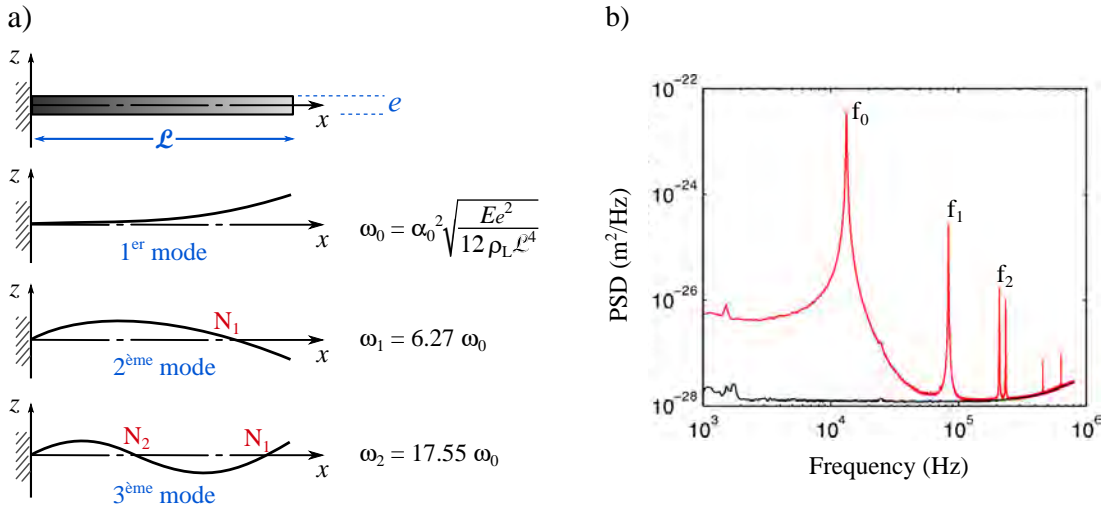 a)
z
x
e
ℒ
z
x
1er mode
ω₀ = α₀² √(Ee² / 12 ρL ℒ⁴)
z
N₁
x
2ème mode
ω₁ = 6.27 ω₀
z
N₂
N₁
x
3ème mode
ω₂ = 17.55 ω₀
b)
PSD (m²/Hz)
10⁻²²
10⁻²⁴
10⁻²⁶
10⁻²⁸
f₀
f₁
f₂
10³
10⁴
10⁵
10⁶
Frequency (Hz)